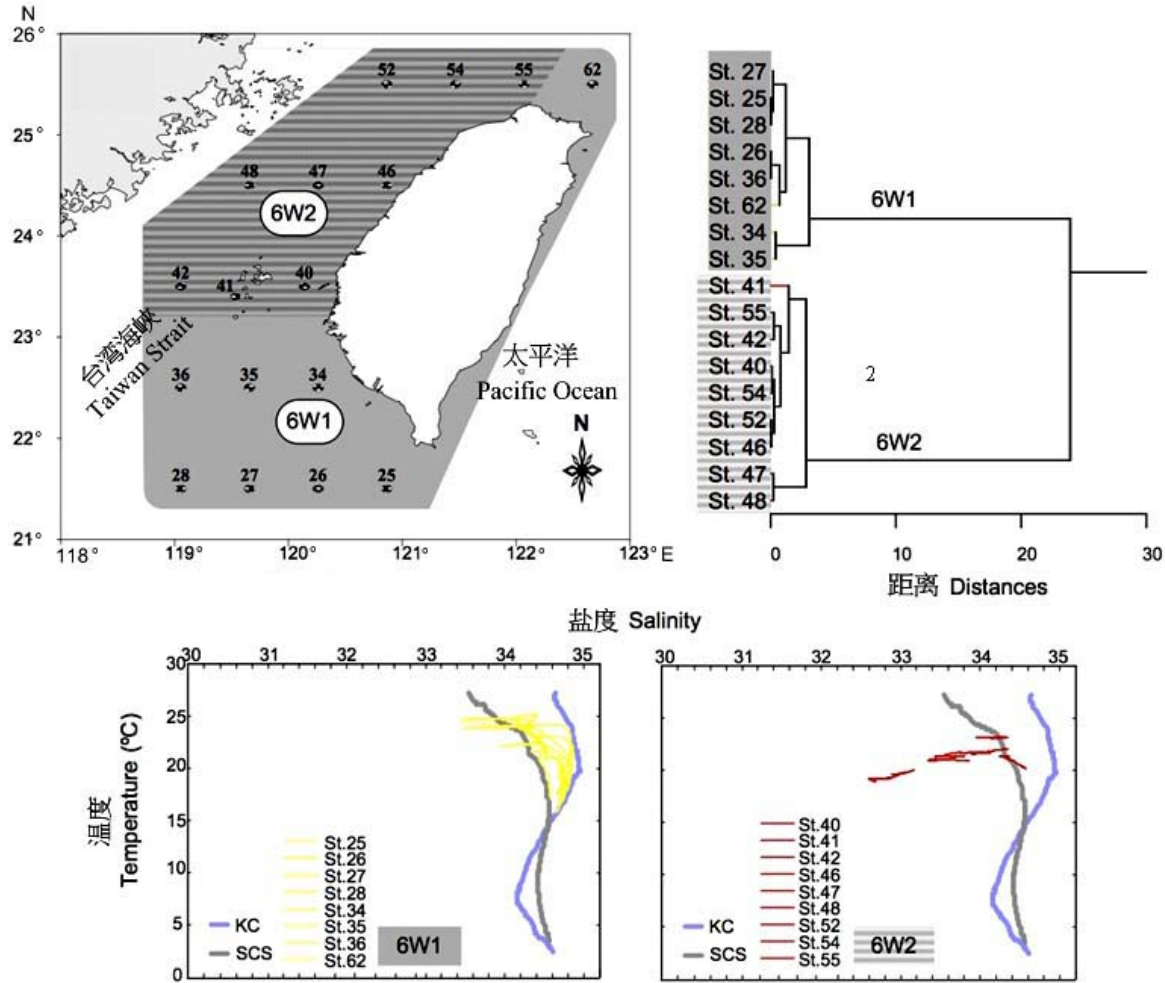 N
26°
25°
24°
23°
22°
21°
118°
119°
120°
121°
122°
123° E
52
54
55
62
48
47
46
6W2
42
41
40
台湾海峡
Taiwan Strait
36
35
34
6W1
28
27
26
25
太平洋
Pacific Ocean
N
St. 27
St. 25
St. 28
St. 26
St. 36
St. 62
St. 34
St. 35
St. 41
St. 55
St. 42
St. 40
St. 54
St. 52
St. 46
St. 47
St. 48
6W1
2
6W2
0
10
20
30
距离 Distances
盐度 Salinity
30
31
32
33
34
35
30
25
20
15
10
5
0
温度
Temperature (ºC)
KC
SCS
St.25
St.26
St.27
St.28
St.34
St.35
St.36
St.62
6W1
30
31
32
33
34
35
KC
SCS
St.40
St.41
St.42
St.46
St.47
St.48
St.52
St.54
St.55
6W2